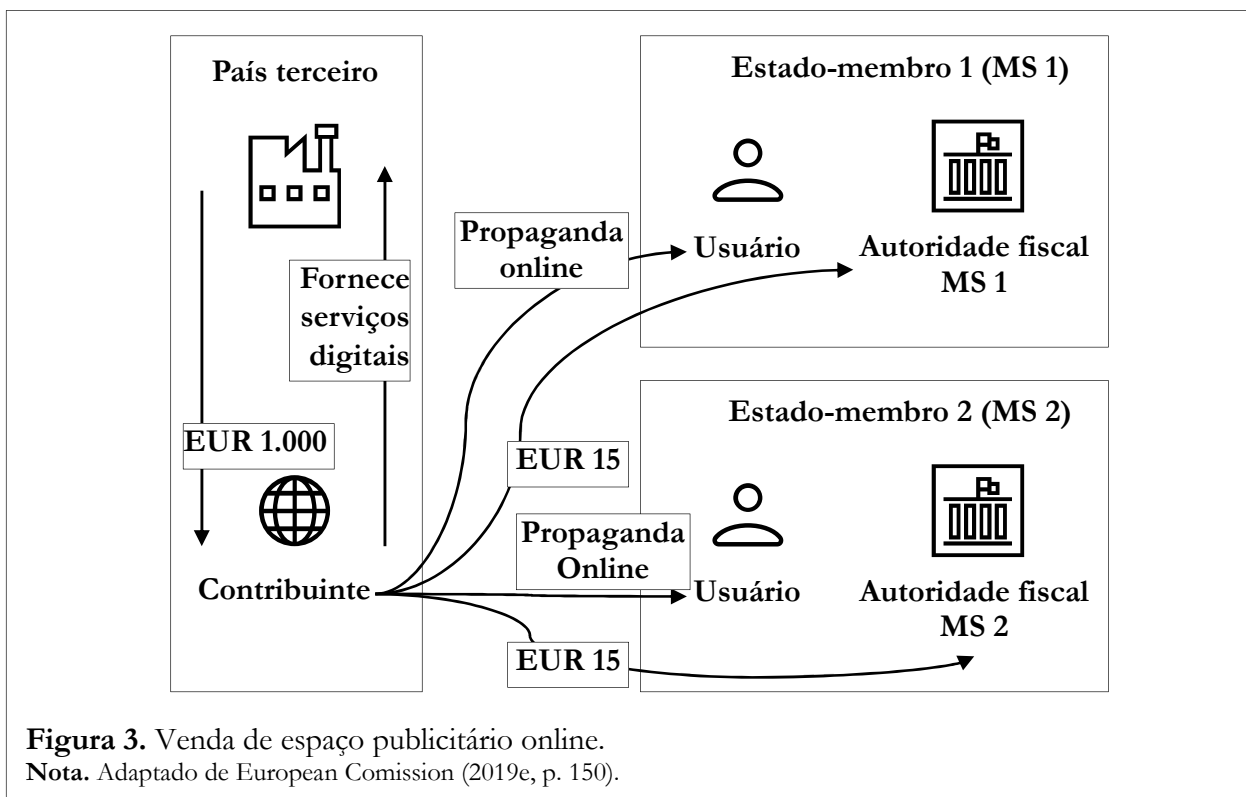 País terceiro
Fornece
serviços
digitais
EUR 1.000
Contribuinte
Propaganda
online
EUR 15
Propaganda
Online
EUR 15
Estado-membro 1 (MS 1)
Usuário
Autoridade fiscal
MS 1
Estado-membro 2 (MS 2)
Usuário
Autoridade fiscal
MS 2
Figura 3. Venda de espaço publicitário online.
Nota. Adaptado de European Comission (2019e, p. 150).